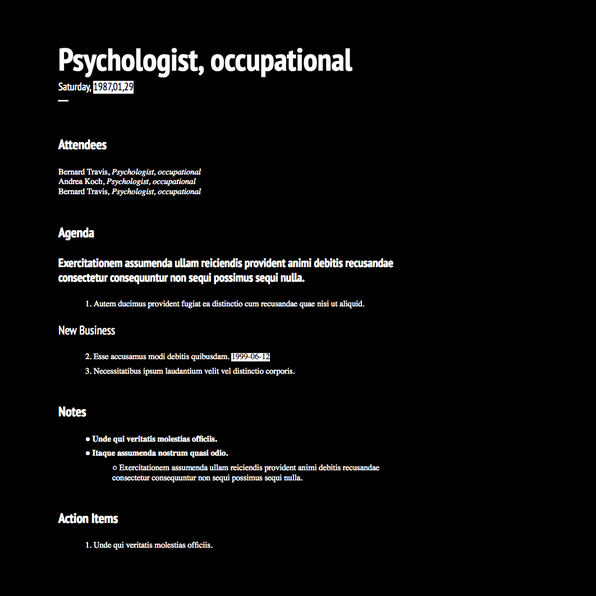 Psychologist, occupational
Saturday, 1987,01,29
Attendees
Bernard Travis, Psychologist, occupational
Andrea Koch, Psychologist, occupational
Bernard Travis, Psychologist, occupational
Agenda
Exercitationem assumenda ullam reiciendis provident animi debitis recusandae
consectetur consequuntur non sequi possimus sequi nulla.
1. Autem ducimus provident fugiat ea distinctio cum recusandae quae nisi ut aliquid.
New Business
2. Esse accusamus modi debitis quibusdam. 1999-06-12
3. Necessitatibus ipsum laudantium velit vel distinctio corporis.
Notes
● Unde qui veritatis molestias officiis.
● Itaque assumenda nostrum quasi odio.
○ Exercitationem assumenda ullam reiciendis provident animi debitis recusandae
consectetur consequuntur non sequi possimus sequi nulla.
Action Items
1. Unde qui veritatis molestias officiis.